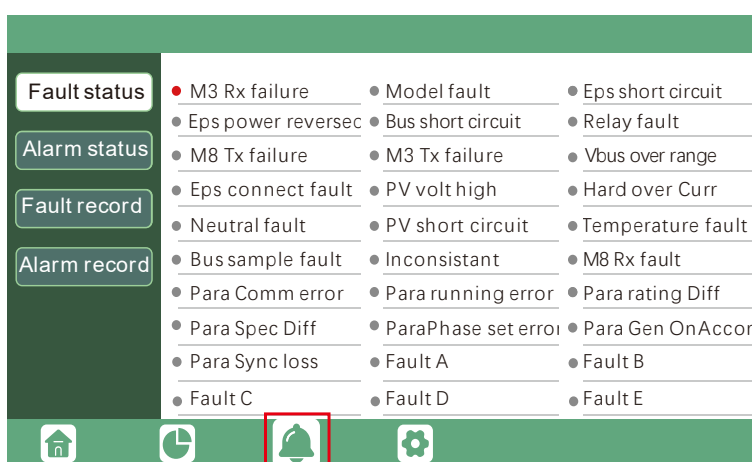 Fault status
Alarm status
Fault record
Alarm record
M3 Rx failure Model fault Eps short circuit
Eps power reversec Bus short circuit Relay fault
M8 Tx failure M3 Tx failure Vbus over range
Eps connect fault PV volt high Hard over Curr
Neutral fault PV short circuit Temperature fault
Bus sample fault Inconsistant M8 Rx fault
Para Comm error Para running error Para rating Diff
Para Spec Diff ParaPhase set error Para Gen OnAccor
Para Sync loss Fault A Fault B
Fault C Fault D Fault E